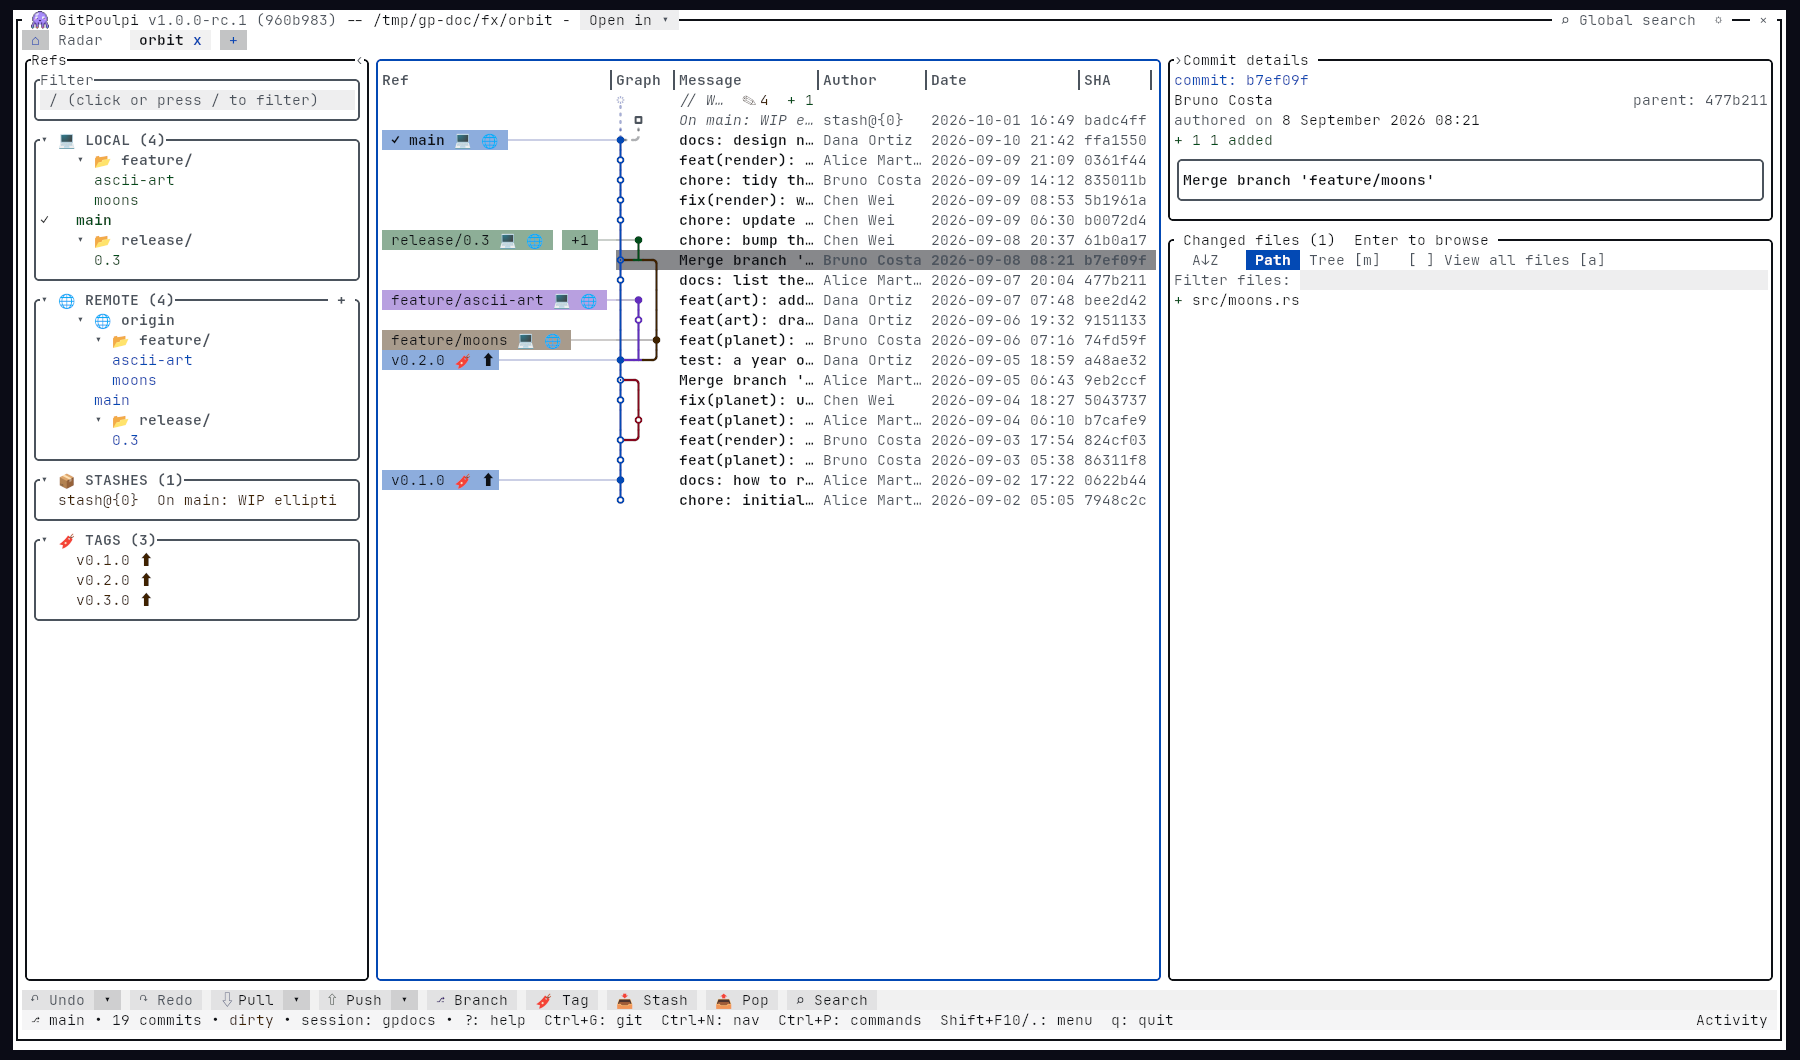 GitPoulpi v1.0.0-rc.1 (960b983) -- /tmp/gp-doc/fx/orbit - Open in ▾ ⌕ Global search ☼ ×
⌂ Radar orbit x +
Refs ‹
Filter
/ (click or press / to filter)
▾ LOCAL (4)
▾ feature/
ascii-art
moons
✓ main
▾ release/
0.3
▾ REMOTE (4) +
▾ origin
▾ feature/
ascii-art
moons
main
▾ release/
0.3
▾ STASHES (1)
stash@{0} On main: WIP ellipti
▾ TAGS (3)
v0.1.0 ⬆
v0.2.0 ⬆
v0.3.0 ⬆
Ref Graph Message Author Date SHA
// W… ✎ 4 + 1
On main: WIP e… stash@{0} 2026-10-01 16:49 badc4ff
✓ main docs: design n… Dana Ortiz 2026-09-10 21:42 ffa1550
feat(render): … Alice Mart… 2026-09-09 21:09 0361f44
chore: tidy th… Bruno Costa 2026-09-09 14:12 835011b
fix(render): w… Chen Wei 2026-09-09 08:53 5b1961a
chore: update … Chen Wei 2026-09-09 06:30 b0072d4
release/0.3 +1 chore: bump th… Chen Wei 2026-09-08 20:37 61b0a17
Merge branch '… Bruno Costa 2026-09-08 08:21 b7ef09f
docs: list the… Alice Mart… 2026-09-07 20:04 477b211
feature/ascii-art feat(art): add… Dana Ortiz 2026-09-07 07:48 bee2d42
feat(art): dra… Dana Ortiz 2026-09-06 19:32 9151133
feature/moons feat(planet): … Bruno Costa 2026-09-06 07:16 74fd59f
v0.2.0 ⬆ test: a year o… Dana Ortiz 2026-09-05 18:59 a48ae32
Merge branch '… Alice Mart… 2026-09-05 06:43 9eb2ccf
fix(planet): u… Chen Wei 2026-09-04 18:27 5043737
feat(planet): … Alice Mart… 2026-09-04 06:10 b7cafe9
feat(render): … Bruno Costa 2026-09-03 17:54 824cf03
feat(planet): … Bruno Costa 2026-09-03 05:38 86311f8
v0.1.0 ⬆ docs: how to r… Alice Mart… 2026-09-02 17:22 0622b44
chore: initial… Alice Mart… 2026-09-02 05:05 7948c2c
› Commit details
commit: b7ef09f
Bruno Costa parent: 477b211
authored on 8 September 2026 08:21
+ 1 1 added
Merge branch 'feature/moons'
Changed files (1) Enter to browse
A↓Z Path Tree [m] [ ] View all files [a]
Filter files:
+ src/moons.rs
↶ Undo ▾ ↷ Redo ⇩ Pull ▾ ⇧ Push ▾ ⎇ Branch Tag Stash Pop ⌕ Search
⎇ main • 19 commits • dirty • session: gpdocs • ?: help Ctrl+G: git Ctrl+N: nav Ctrl+P: commands Shift+F10/.: menu q: quit Activity